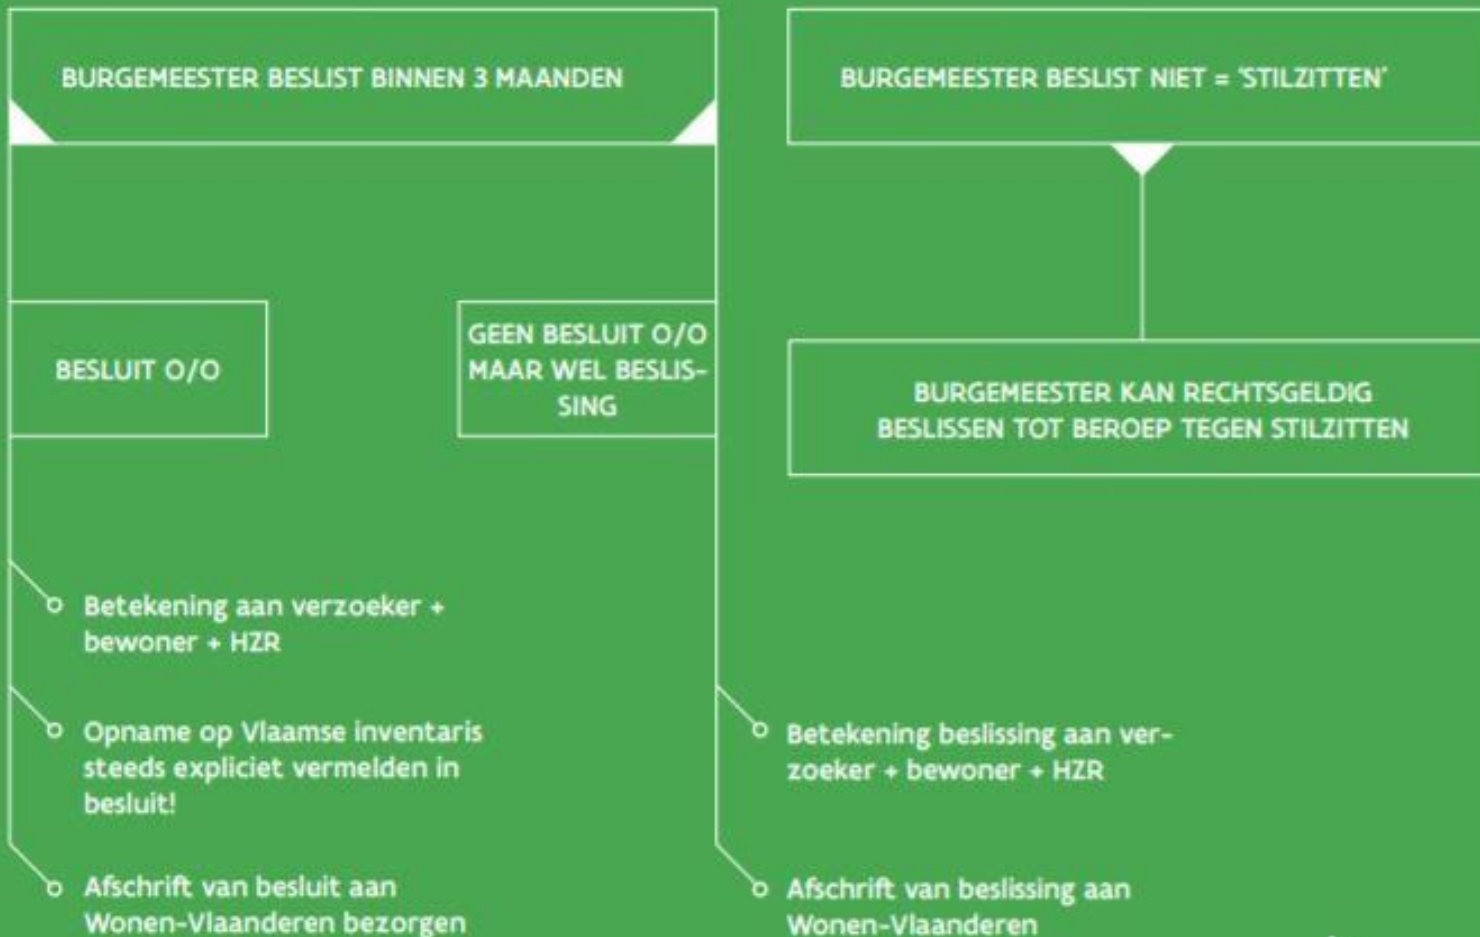 BURGEMEESTER BESLIST BINNEN 3 MAANDEN
BESLUIT O/O
GEEN BESLUIT O/O
MAAR WEL BESLIS-
SING
Betekening aan verzoeker +
bewoner + HZR
Opname op Vlaamse inventaris
steeds expliciet vermelden in
besluit!
Afschrift van besluit aan
Wonen-Vlaanderen bezorgen
Betekening beslissing aan ver-
zoeker + bewoner + HZR
Afschrift van beslissing aan
Wonen-Vlaanderen
BURGEMEESTER BESLIST NIET = 'STILZITTEN'
BURGEMEESTER KAN RECHTSGELDIG
BESLISSEN TOT BEROEP TEGEN STILZITTEN